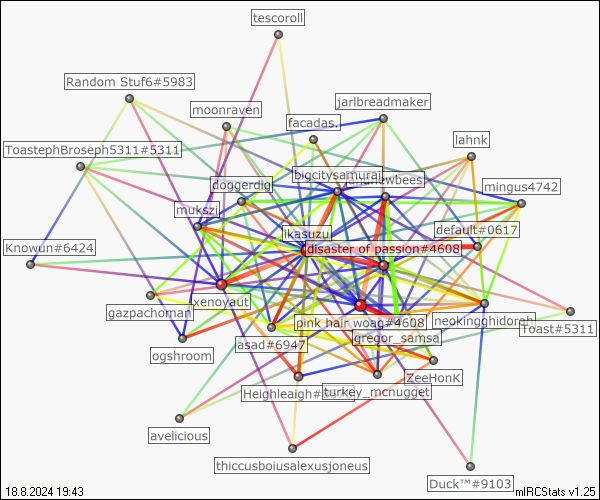 tescoroll
Random Stuf6#5983
moonraven
jarlbreadmaker
facadas.
ToastephBroseph5311#5311
lahnk
bigcitysamurai
doggerdig
mingus4742
mukszi
default#0617
ikasuzu
disaster of passion#4608
Knowun#6424
xenoyaut
gazpachoman
pink hair woag#4608
neokingghidorah
Toast#5311
gregor_samsa
asad#6947
ogshroom
ZeeHonK
turkey_mcnugget
avelicious
thiccusboiusalexusjoneus
Duck™#9103
18.8.2024 19:43
mIRCStats v1.25